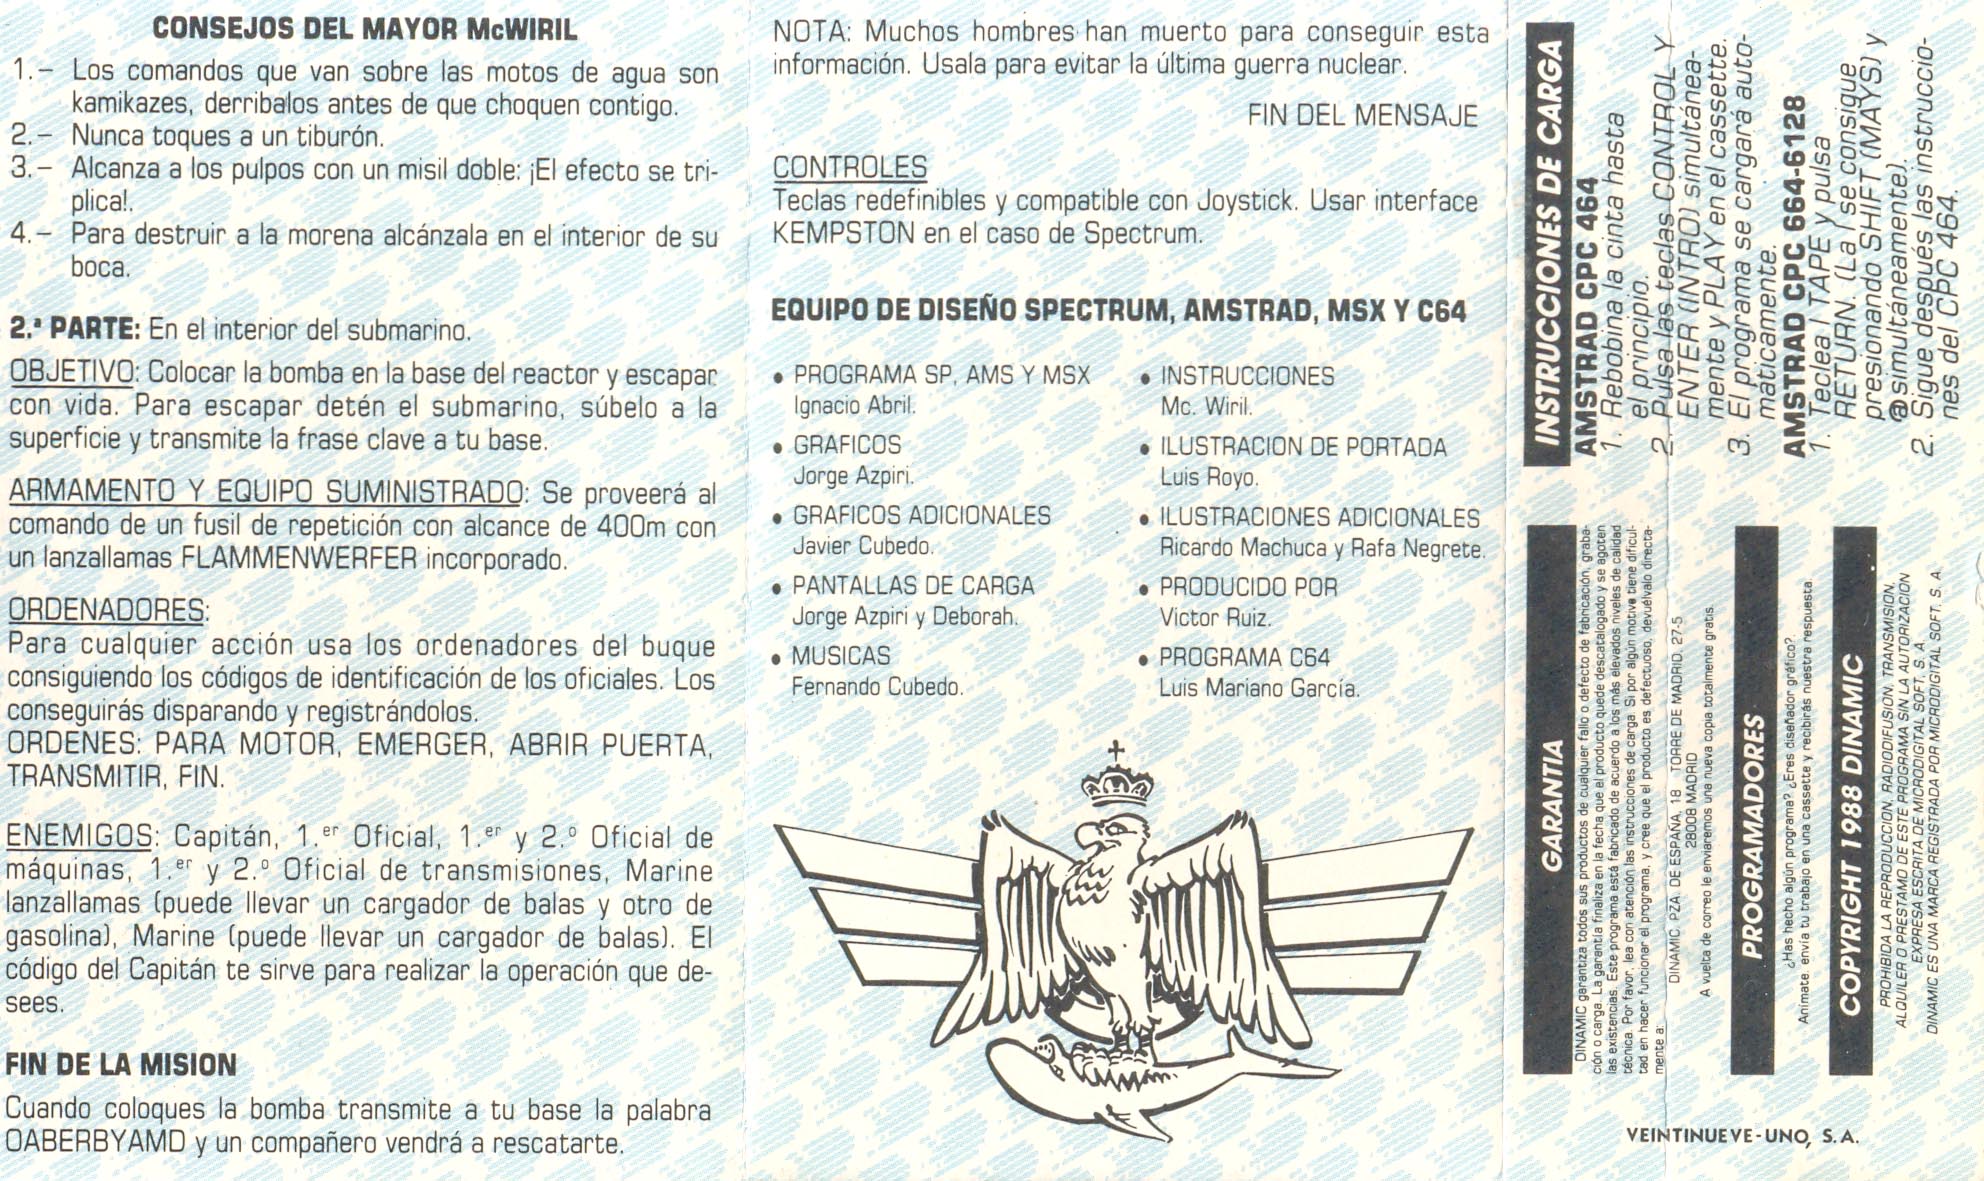 CONSEJOS DEL MAYOR McWIRIL
1.– Los comandos que van sobre las motos de agua son
kamikazes, derribalos antes de que choquen contigo.
2.– Nunca toques a un tiburón.
3.– Alcanza a los pulpos con un misil doble: ¡El efecto se tri-
plica!.
4.– Para destruir a la morena alcánzala en el interior de su
boca.
2.ª PARTE: En el interior del submarino.
OBJETIVO: Colocar la bomba en la base del reactor y escapar
con vida. Para escapar detén el submarino, súbelo a la
superficie y transmite la frase clave a tu base.
ARMAMENTO Y EQUIPO SUMINISTRADO: Se proveerá al
comando de un fusil de repetición con alcance de 400m con
un lanzallamas FLAMMENWERFER incorporado.
ORDENADORES:
Para cualquier acción usa los ordenadores del buque
consiguiendo los códigos de identificación de los oficiales. Los
conseguirás disparando y registrándolos.
ORDENES: PARA MOTOR, EMERGER, ABRIR PUERTA,
TRANSMITIR, FIN.
ENEMIGOS: Capitán, 1.er Oficial, 1.er y 2.º Oficial de
máquinas, 1.er y 2.º Oficial de transmisiones, Marine
lanzallamas (puede llevar un cargador de balas y otro de
gasolina), Marine (puede llevar un cargador de balas). El
código del Capitán te sirve para realizar la operación que de-
sees.
FIN DE LA MISION
Cuando coloques la bomba transmite a tu base la palabra
OABERBYAMD y un compañero vendrá a rescatarte.
NOTA: Muchos hombres han muerto para conseguir esta
información. Usala para evitar la última guerra nuclear.
FIN DEL MENSAJE
CONTROLES
Teclas redefinibles y compatible con Joystick. Usar interface
KEMPSTON en el caso de Spectrum.
EQUIPO DE DISEÑO SPECTRUM, AMSTRAD, MSX Y C64
• PROGRAMA SP, AMS Y MSX
Ignacio Abril.
• GRAFICOS
Jorge Azpiri.
• GRAFICOS ADICIONALES
Javier Cubedo.
• PANTALLAS DE CARGA
Jorge Azpiri y Deborah.
• MUSICAS
Fernando Cubedo.
• INSTRUCCIONES
Mc. Wiril.
• ILUSTRACION DE PORTADA
Luis Royo.
• ILUSTRACIONES ADICIONALES
Ricardo Machuca y Rafa Negrete.
• PRODUCIDO POR
Victor Ruiz.
• PROGRAMA C64
Luis Mariano García.
INSTRUCCIONES DE CARGA
AMSTRAD CPC 464
1. Rebobina la cinta hasta
el principio.
2. Pulsa las teclas CONTROL Y
ENTER (INTRO) simultánea-
mente y PLAY en el cassette.
3. El programa se cargará auto-
máticamente.
AMSTRAD CPC 664-6128
1. Teclea | TAPE y pulsa
RETURN. (La | se consigue
presionando SHIFT (MAYS) y
@ simultáneamente).
2. Sigue después las instruccio-
nes del CPC 464.
GARANTIA
DINAMIC garantiza todos sus productos de cualquier fallo o defecto de fabricación, graba-
ción o carga. La garantía finaliza en la fecha que el producto quede descatalogado y se agoten
las existencias. Este programa está fabricado de acuerdo a los más elevados niveles de calidad
técnica. Por favor, lea con atención las instrucciones de carga. Si por algún motivo tiene dificul-
tad en hacer funcionar el programa, y cree que el producto es defectuoso, devuélvalo directa-
mente a:
DINAMIC. PZA. DE ESPAÑA, 18 TORRE DE MADRID, 27-5
28008 MADRID
A vuelta de correo le enviaremos una nueva copia totalmente gratis.
PROGRAMADORES
¿Has hecho algún programa? ¿Eres diseñador gráfico?
Anímate, envía tu trabajo en una cassette y recibirás nuestra respuesta.
COPYRIGHT 1988 DINAMIC
PROHIBIDA LA REPRODUCCION, RADIODIFUSION, TRANSMISION,
ALQUILER O PRESTAMO DE ESTE PROGRAMA SIN LA AUTORIZACION
EXPRESA ESCRITA DE MICRODIGITAL SOFT, S. A.
DINAMIC ES UNA MARCA REGISTRADA POR MICRODIGITAL SOFT, S. A.
VEINTINUEVE-UNO, S. A.